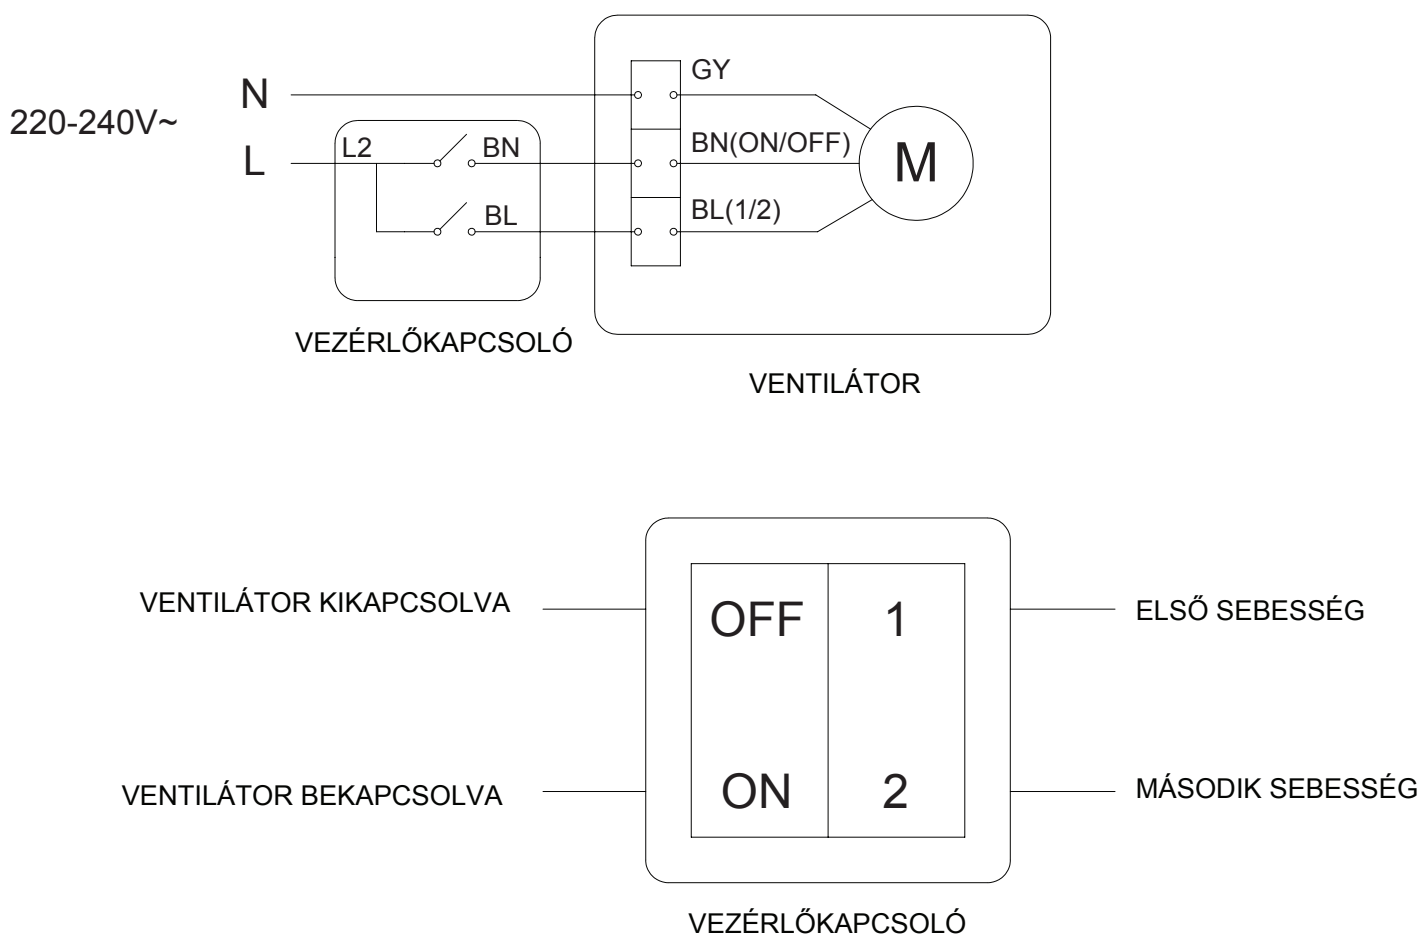 220-240V~
N
L
L2
BN
BL
GY
BN(ON/OFF)
BL(1/2)
M
VEZÉRLŐKAPCSOLÓ
VENTILÁTOR
VENTILÁTOR KIKAPCSOLVA
OFF
1
ELSŐ SEBESSÉG
VENTILÁTOR BEKAPCSOLVA
ON
2
MÁSODIK SEBESSÉG
VEZÉRLŐKAPCSOLÓ